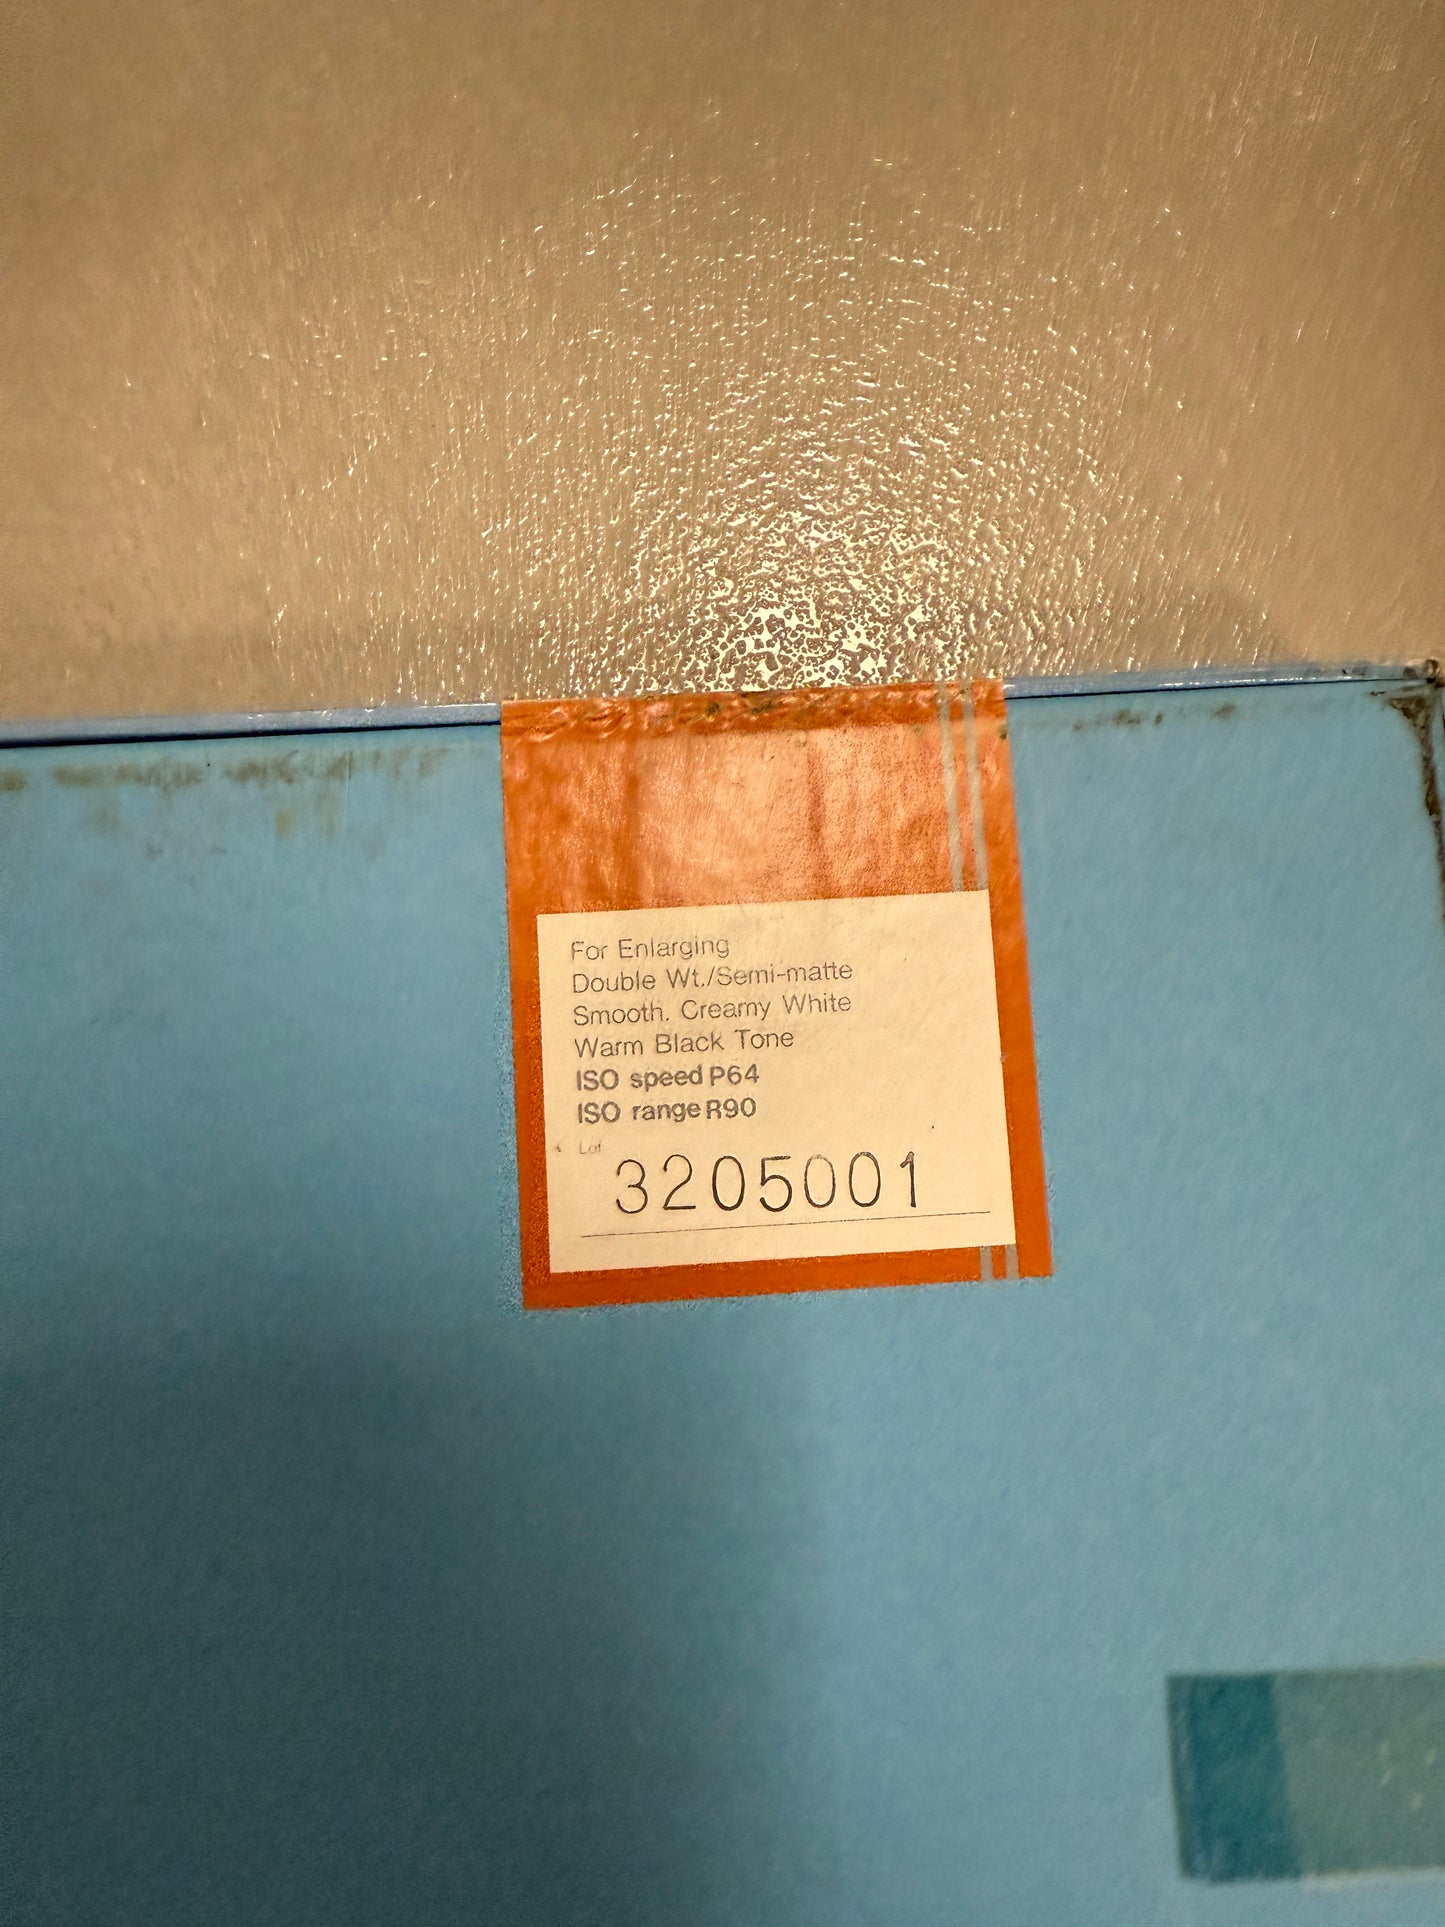 For Enlarging
Double Wt./Semi-matte
Smooth. Creamy White
Warm Black Tone
ISO speed P64
ISO range R90
Lot
3205001